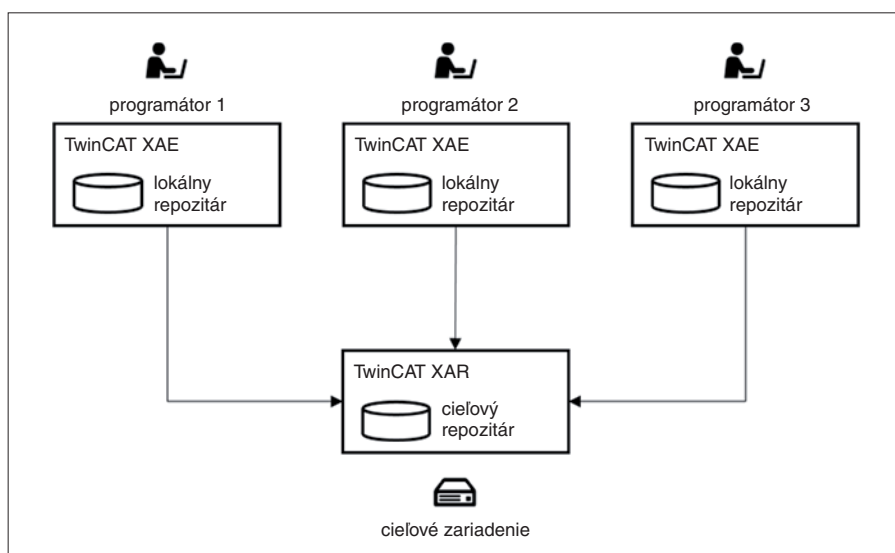 programátor 1
programátor 2
programátor 3
TwinCAT XAE
lokálny
repozitár
TwinCAT XAE
lokálny
repozitár
TwinCAT XAE
lokálny
repozitár
TwinCAT XAR
cieľový
repozitár
cieľové zariadenie